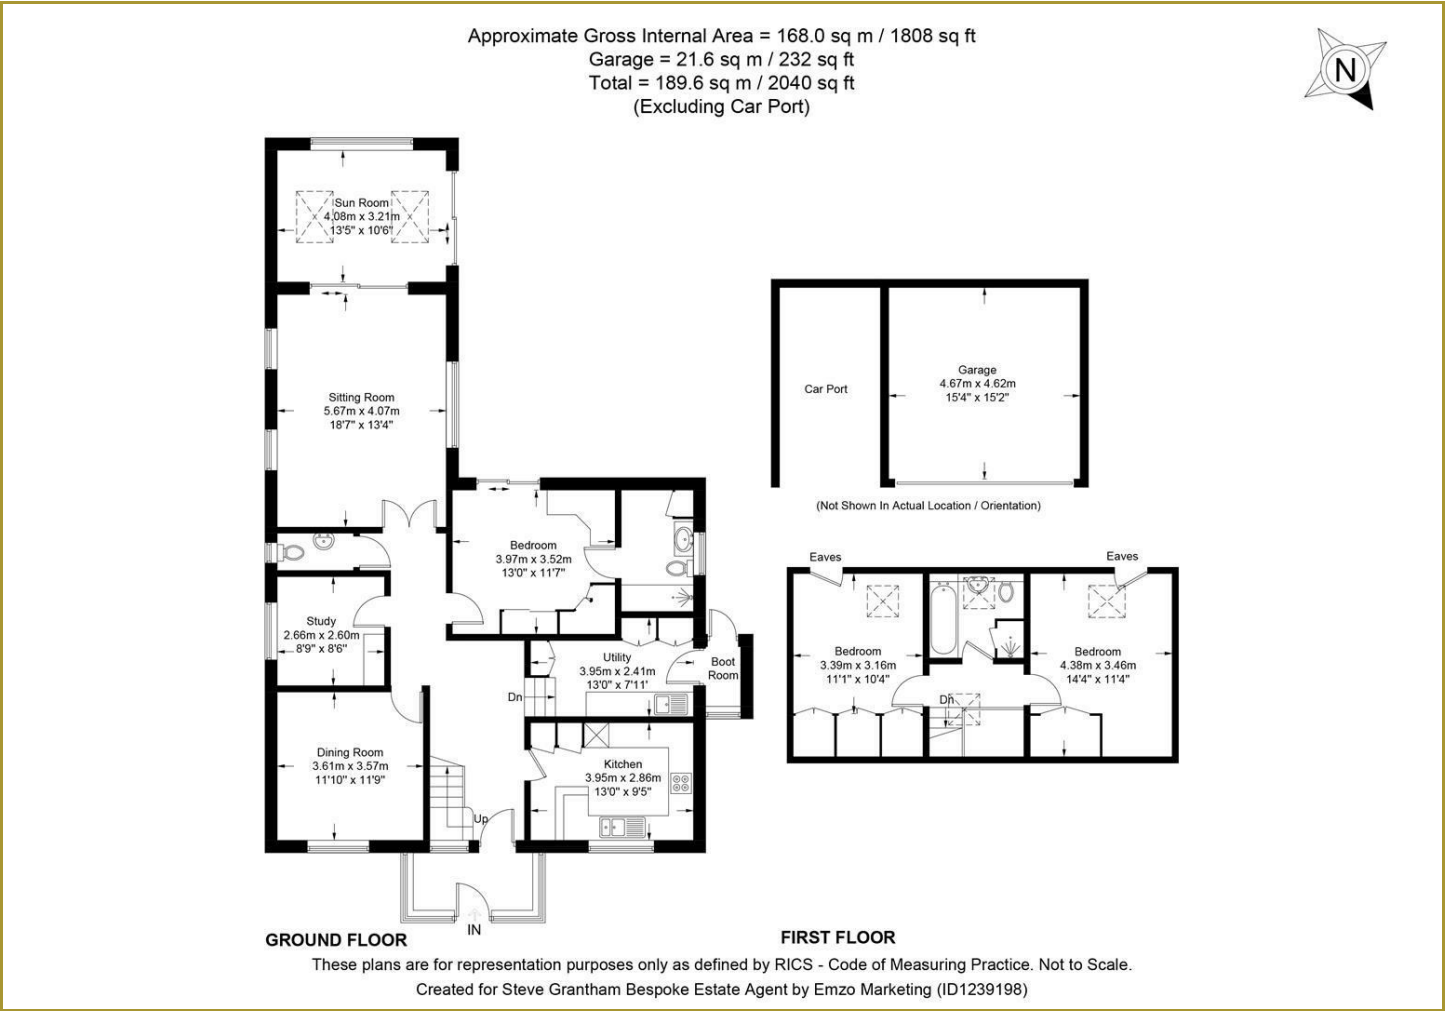 Approximate Gross Internal Area = 168.0 sq m / 1808 sq ft
Garage = 21.6 sq m / 232 sq ft
Total = 189.6 sq m / 2040 sq ft
(Excluding Car Port)
N
Sun Room
4.08m x 3.21m
13'5" x 10'6"
Sitting Room
5.67m x 4.07m
18'7" x 13'4"
Bedroom
3.97m x 3.52m
13'0" x 11'7"
Study
2.66m x 2.60m
8'9" x 8'6"
Utility
3.95m x 2.41m
13'0" x 7'11'
Boot
Room
Dn
Dining Room
3.61m x 3.57m
11'10" x 11'9"
Kitchen
3.95m x 2.86m
13'0" x 9'5"
Up
IN
GROUND FLOOR
Car Port
Garage
4.67m x 4.62m
15'4" x 15'2"
(Not Shown In Actual Location / Orientation)
Eaves
Eaves
Bedroom
3.39m x 3.16m
11'1" x 10'4"
Dn
Bedroom
4.38m x 3.46m
14'4" x 11'4"
FIRST FLOOR
These plans are for representation purposes only as defined by RICS - Code of Measuring Practice. Not to Scale.
Created for Steve Grantham Bespoke Estate Agent by Emzo Marketing (ID1239198)